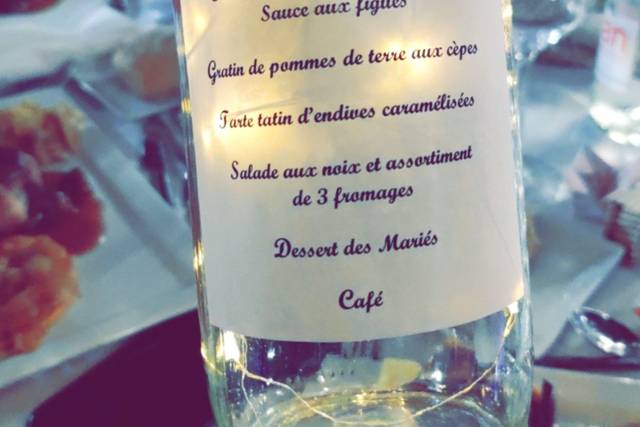 Sauce aux figues
Gratin de pommes de terre aux cèpes
Tarte tatin d'endives caramélisées
Salade aux noix et assortiment
de 3 fromages
Dessert des Mariés
Café